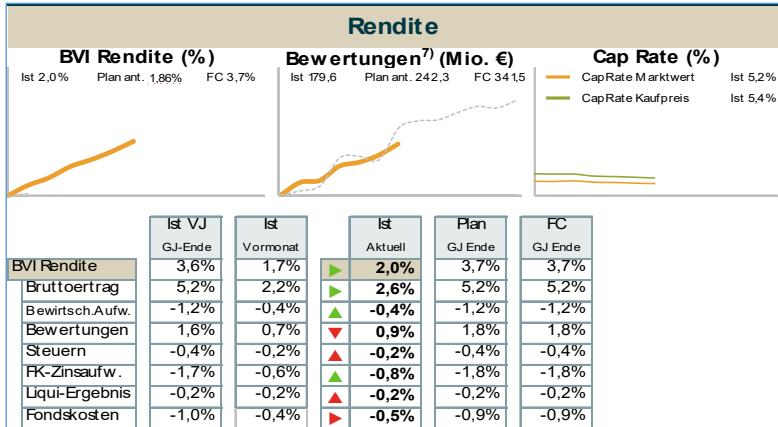 Rendite
BVI Rendite (%)
Ist 2,0% Plan ant. 1,86% FC 3,7%
Bewertungen7) (Mio. €)
Ist 179,6 Plan ant. 242,3 FC 341,5
Cap Rate (%)
CapRate Marktwert Ist 5,2%
CapRate Kaufpreis Ist 5,4%
Ist VJ Ist Ist Plan FC
GJ-Ende Vormonat Aktuell GJ Ende GJ Ende
BVI Rendite 3,6% 1,7% 2,0% 3,7% 3,7%
Bruttoertrag 5,2% 2,2% 2,6% 5,2% 5,2%
Bewirtsch.Aufw. -1,2% -0,4% -0,4% -1,2% -1,2%
Bewertungen 1,6% 0,7% 0,9% 1,8% 1,8%
Steuern -0,4% -0,2% -0,2% -0,4% -0,4%
FK-Zinsaufw. -1,7% -0,6% -0,8% -1,8% -1,8%
Liqui-Ergebnis -0,2% -0,2% -0,2% -0,2% -0,2%
Fondskosten -1,0% -0,4% -0,5% -0,9% -0,9%